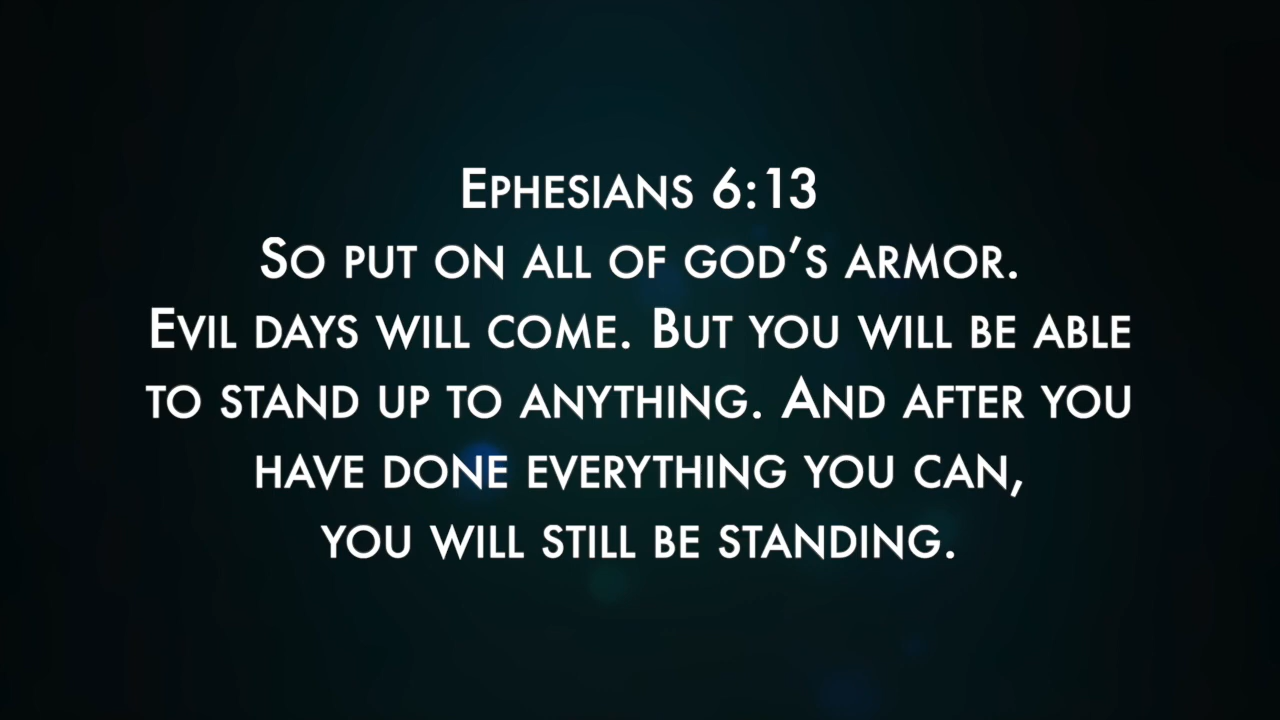 Ephesians 6:13
So put on all of god’s armor.
Evil days will come. But you will be able
to stand up to anything. And after you
have done everything you can,
you will still be standing.